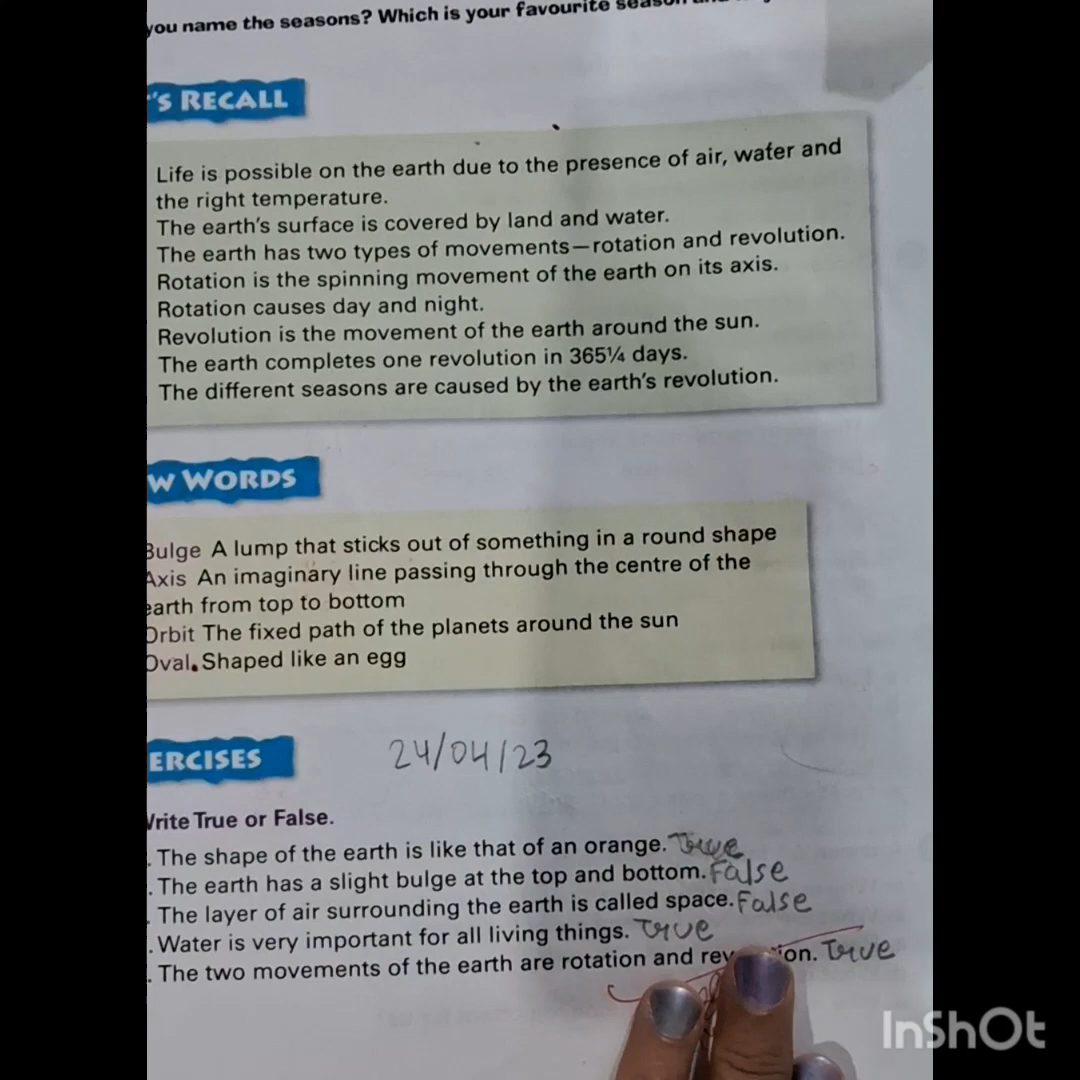 you name the seasons? Which is your favourite season and
'S RECALL
Life is possible on the earth due to the presence of air, water and
the right temperature.
The earth's surface is covered by land and water.
The earth has two types of movements—rotation and revolution.
Rotation is the spinning movement of the earth on its axis.
Rotation causes day and night.
Revolution is the movement of the earth around the sun.
The earth completes one revolution in 365¼ days.
The different seasons are caused by the earth's revolution.
W WORDS
Bulge A lump that sticks out of something in a round shape
Axis An imaginary line passing through the centre of the
earth from top to bottom
Orbit The fixed path of the planets around the sun
Oval Shaped like an egg
ERCISES 24/04/23
Write True or False.
. The shape of the earth is like that of an orange. True
. The earth has a slight bulge at the top and bottom. False
. The layer of air surrounding the earth is called space. False
. Water is very important for all living things. True
. The two movements of the earth are rotation and rev on. True
InShOt